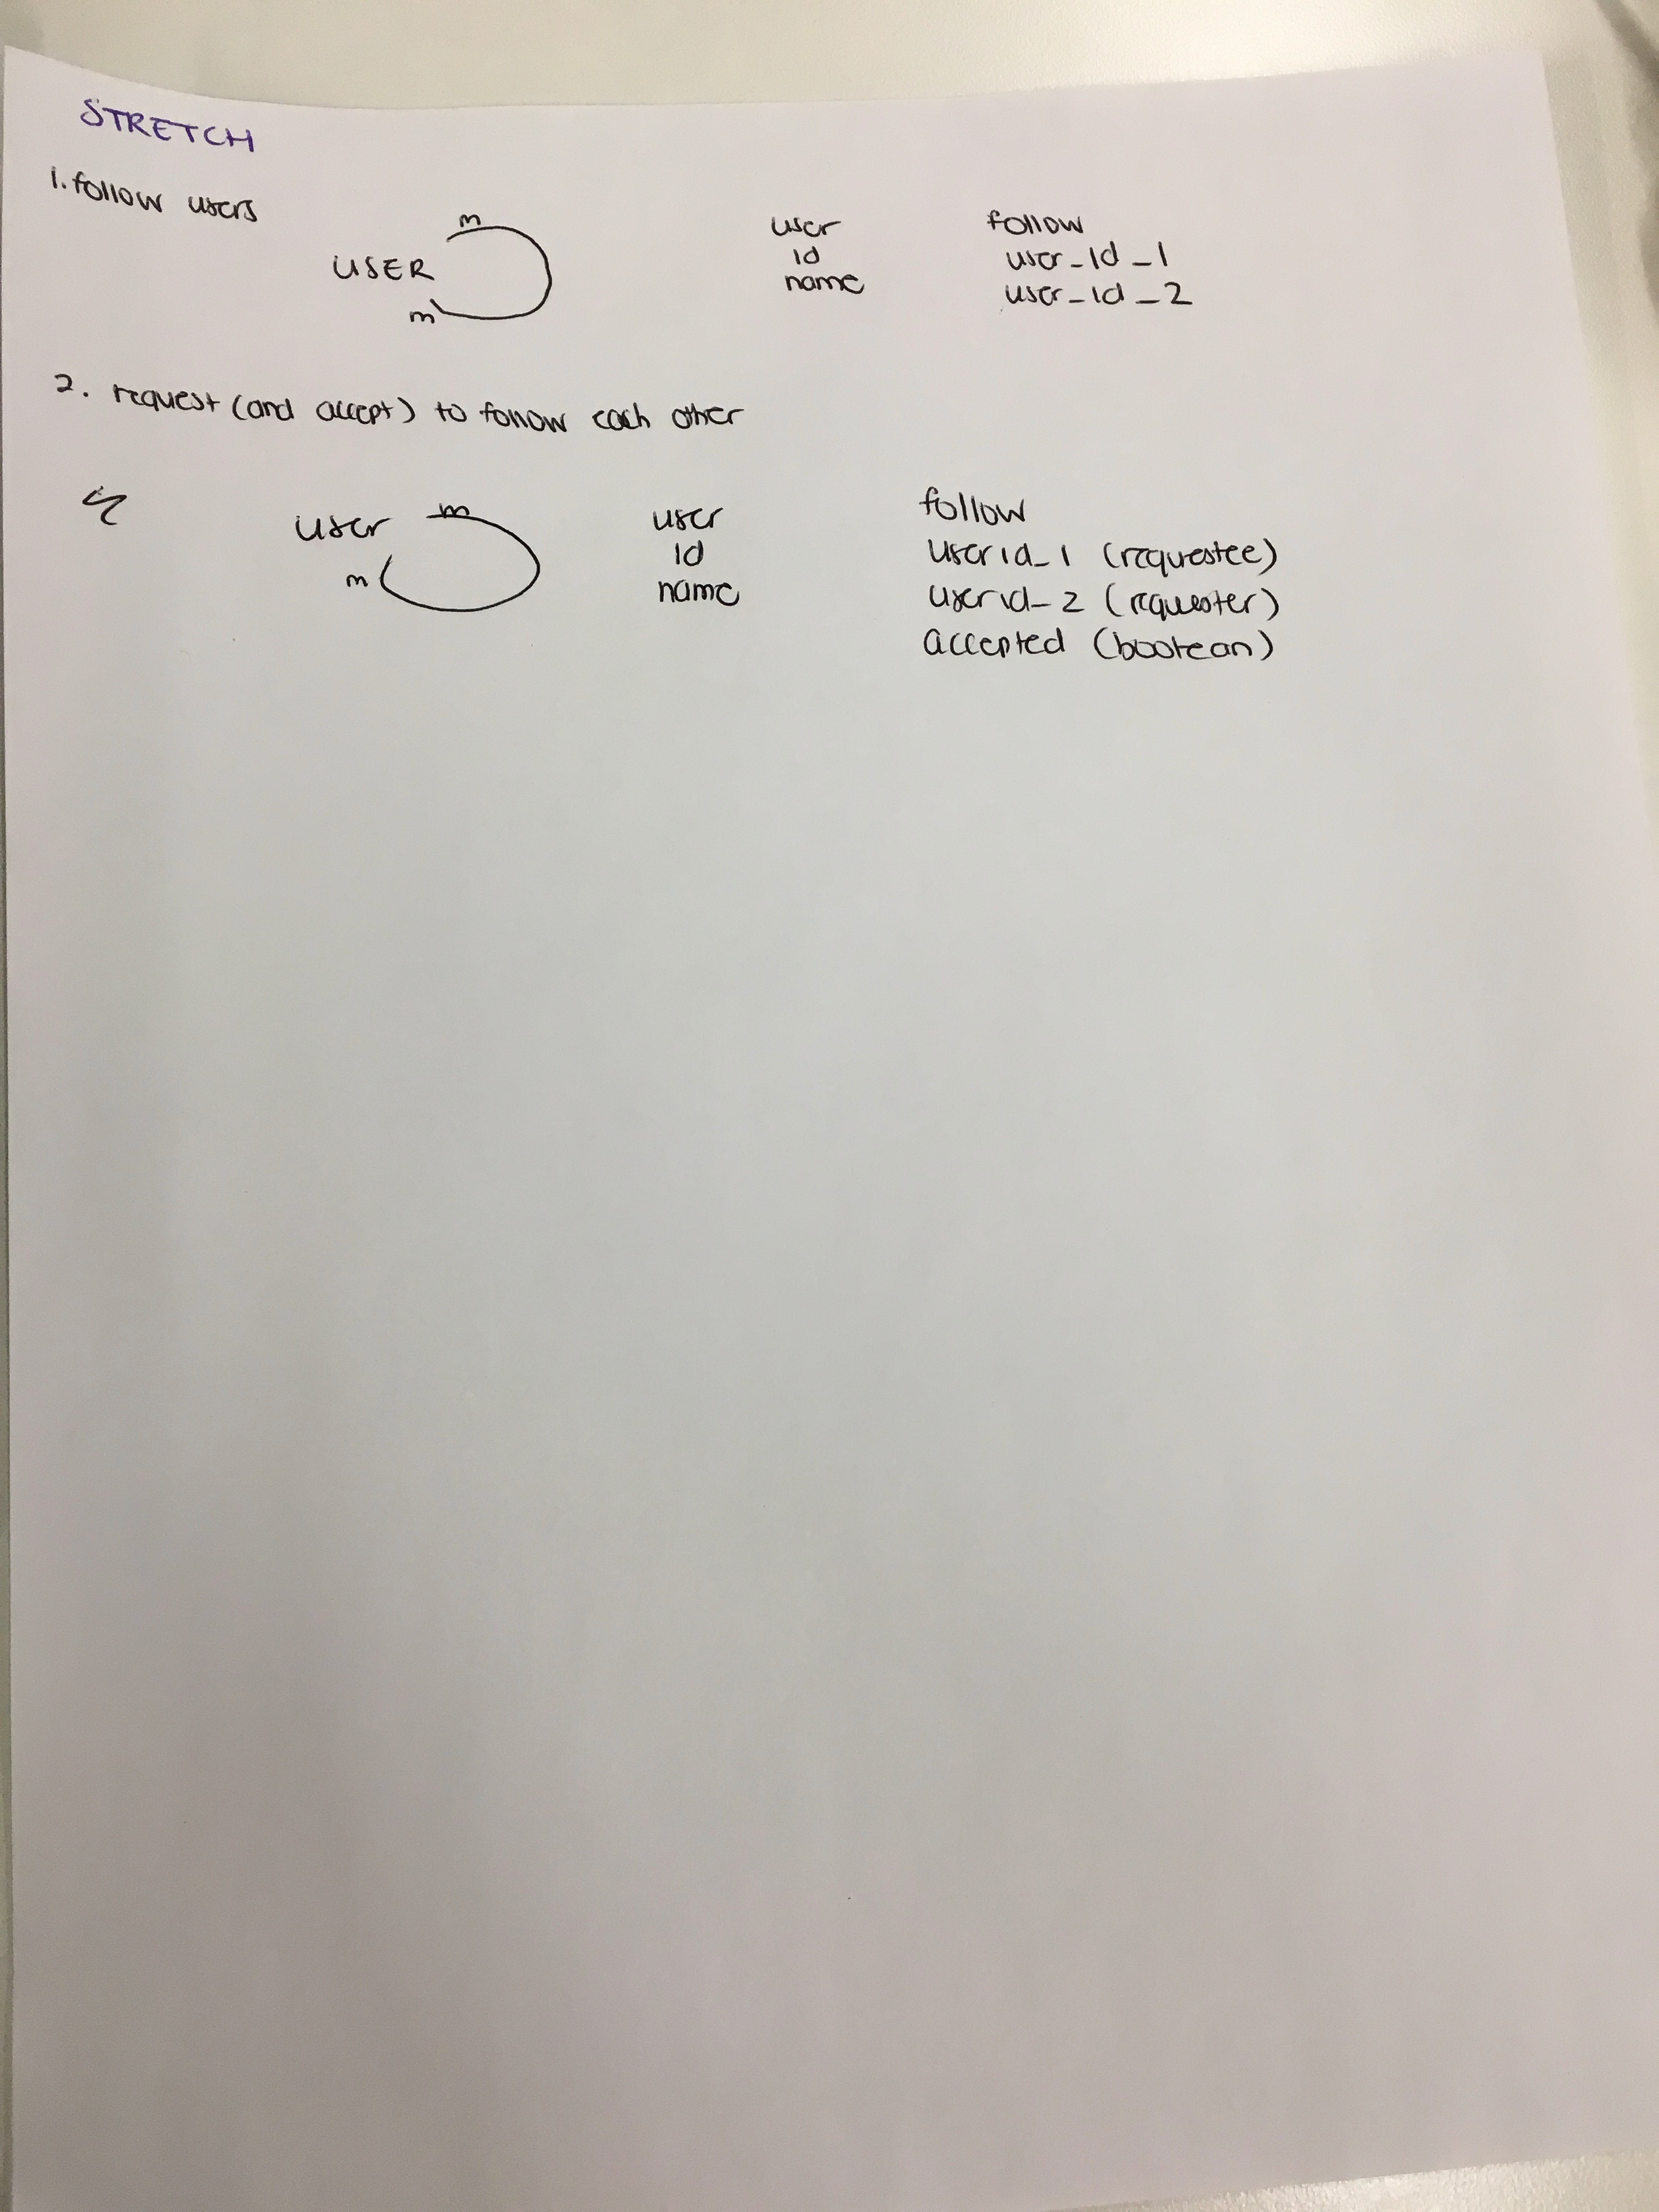 STRETCH
1. follow users
m
USER
m
user
id
name
follow
user_id_1
user_id_2
2. request (and accept) to follow each other
user
m
m
user
id
name
follow
userid_1 (requestee)
userid_2 (requester)
accepted (boolean)